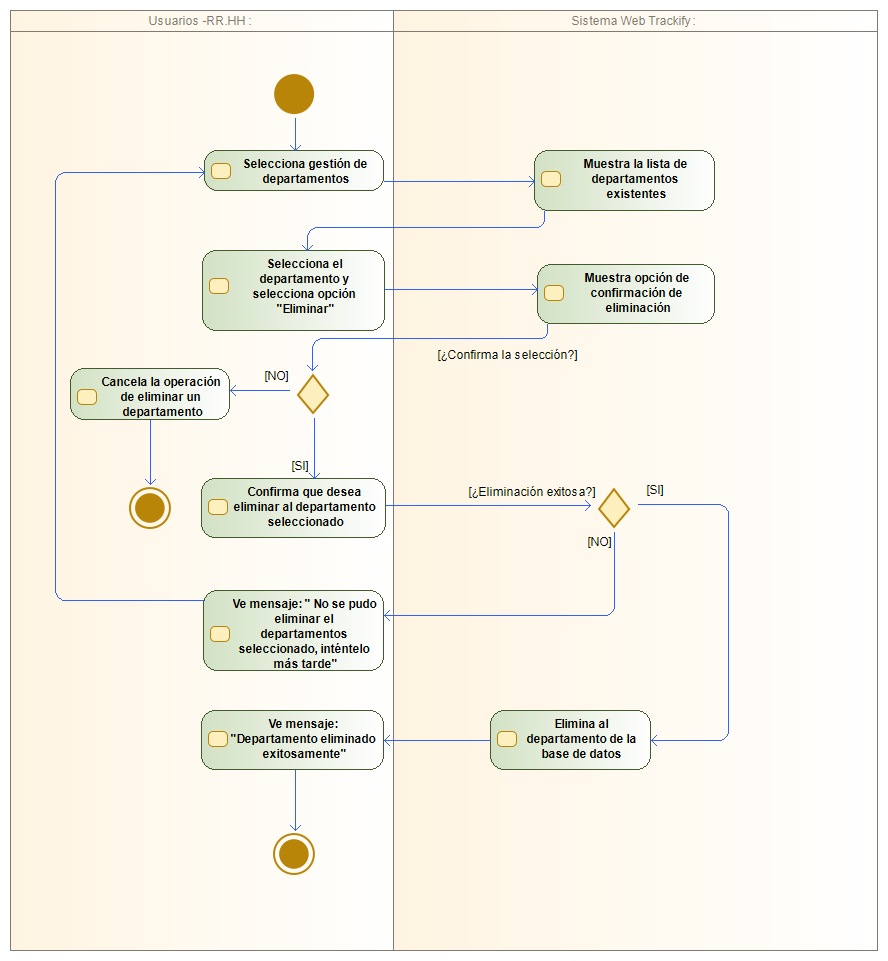 Usuarios -RR.HH :
Sistema Web Trackify :
Selecciona gestión de
departamentos
Muestra la lista de
departamentos
existentes
Selecciona el
departamento y
selecciona opción
"Eliminar"
Muestra opción de
confirmación de
eliminación
[¿Confirma la selección?]
[NO]
Cancela la operación
de eliminar un
departamento
[SI]
Confirma que desea
eliminar al departamento
seleccionado
[¿Eliminación exitosa?]
[SI]
[NO]
Ve mensaje: " No se pudo
eliminar el
departamentos
seleccionado, inténtelo
más tarde"
Ve mensaje:
"Departamento eliminado
exitosamente"
Elimina al
departamento de la
base de datos